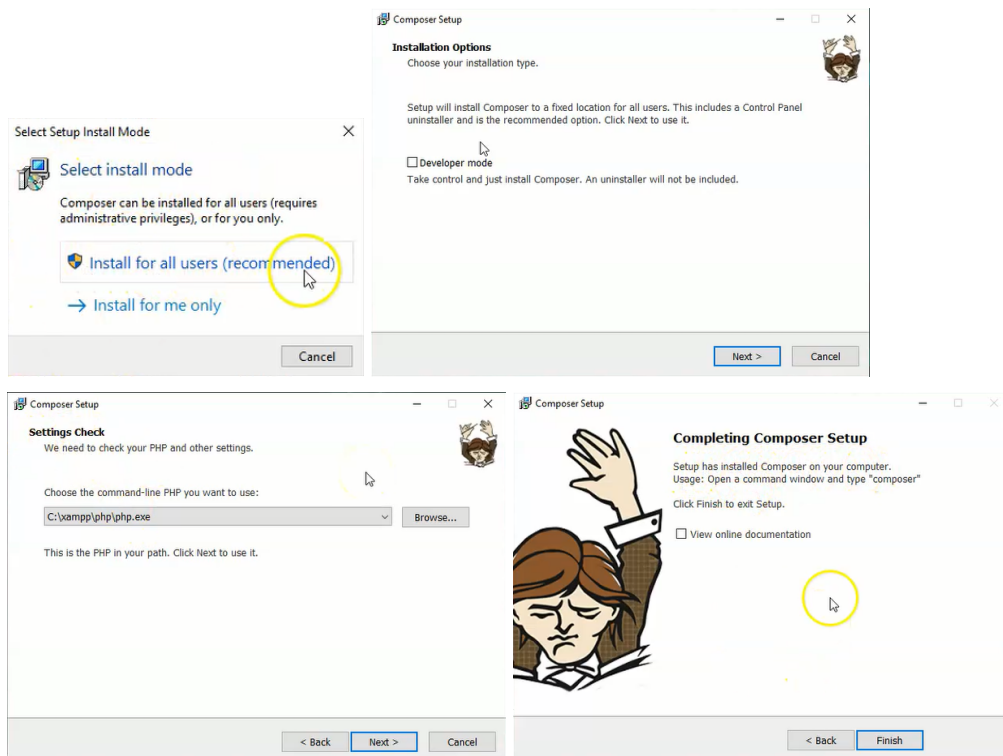 Select Setup Install Mode
Select install mode
Composer can be installed for all users (requires
administrative privileges), or for you only.
Install for all users (recommended)
Install for me only
Cancel
Composer Setup
Installation Options
Choose your installation type.
Setup will install Composer to a fixed location for all users. This includes a Control Panel
uninstaller and is the recommended option. Click Next to use it.
Developer mode
Take control and just install Composer. An uninstaller will not be included.
Next >
Cancel
Composer Setup
Settings Check
We need to check your PHP and other settings.
Choose the command-line PHP you want to use:
C:\xampp\php\php.exe
Browse...
This is the PHP in your path. Click Next to use it.
< Back
Next >
Cancel
Composer Setup
Completing Composer Setup
Setup has installed Composer on your computer.
Usage: Open a command window and type "composer"
Click Finish to exit Setup.
View online documentation
< Back
Finish